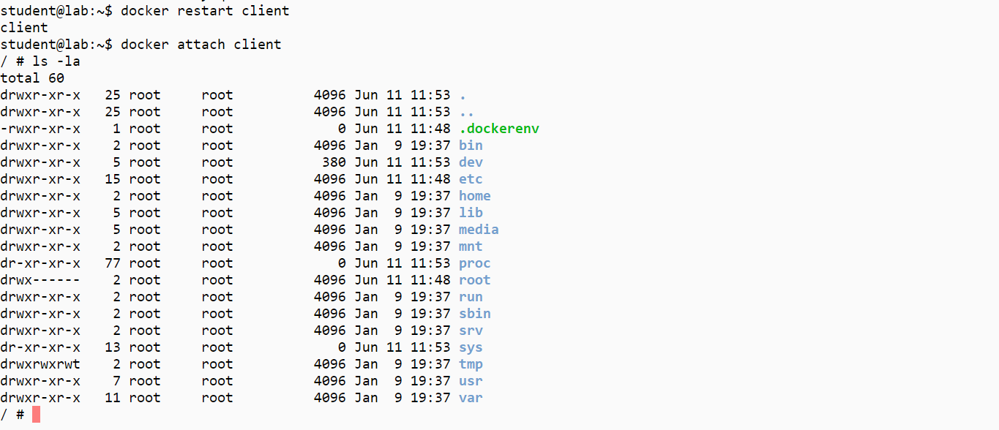 student@lab:~$ docker restart client
client
student@lab:~$ docker attach client
/ # ls -la
total 60
drwxr-xr-x   25 root     root          4096 Jun 11 11:53 .
drwxr-xr-x   25 root     root          4096 Jun 11 11:53 ..
-rwxr-xr-x    1 root     root             0 Jun 11 11:48 .dockerenv
drwxr-xr-x    2 root     root          4096 Jan  9 19:37 bin
drwxr-xr-x    5 root     root           380 Jun 11 11:53 dev
drwxr-xr-x   15 root     root          4096 Jun 11 11:48 etc
drwxr-xr-x    2 root     root          4096 Jan  9 19:37 home
drwxr-xr-x    5 root     root          4096 Jan  9 19:37 lib
drwxr-xr-x    5 root     root          4096 Jan  9 19:37 media
drwxr-xr-x    2 root     root          4096 Jan  9 19:37 mnt
dr-xr-xr-x   77 root     root             0 Jun 11 11:53 proc
drwx------    2 root     root          4096 Jun 11 11:48 root
drwxr-xr-x    2 root     root          4096 Jan  9 19:37 run
drwxr-xr-x    2 root     root          4096 Jan  9 19:37 sbin
drwxr-xr-x    2 root     root          4096 Jan  9 19:37 srv
dr-xr-xr-x   13 root     root             0 Jun 11 11:53 sys
drwxrwxrwt    2 root     root          4096 Jan  9 19:37 tmp
drwxr-xr-x    7 root     root          4096 Jan  9 19:37 usr
drwxr-xr-x   11 root     root          4096 Jan  9 19:37 var
/ #